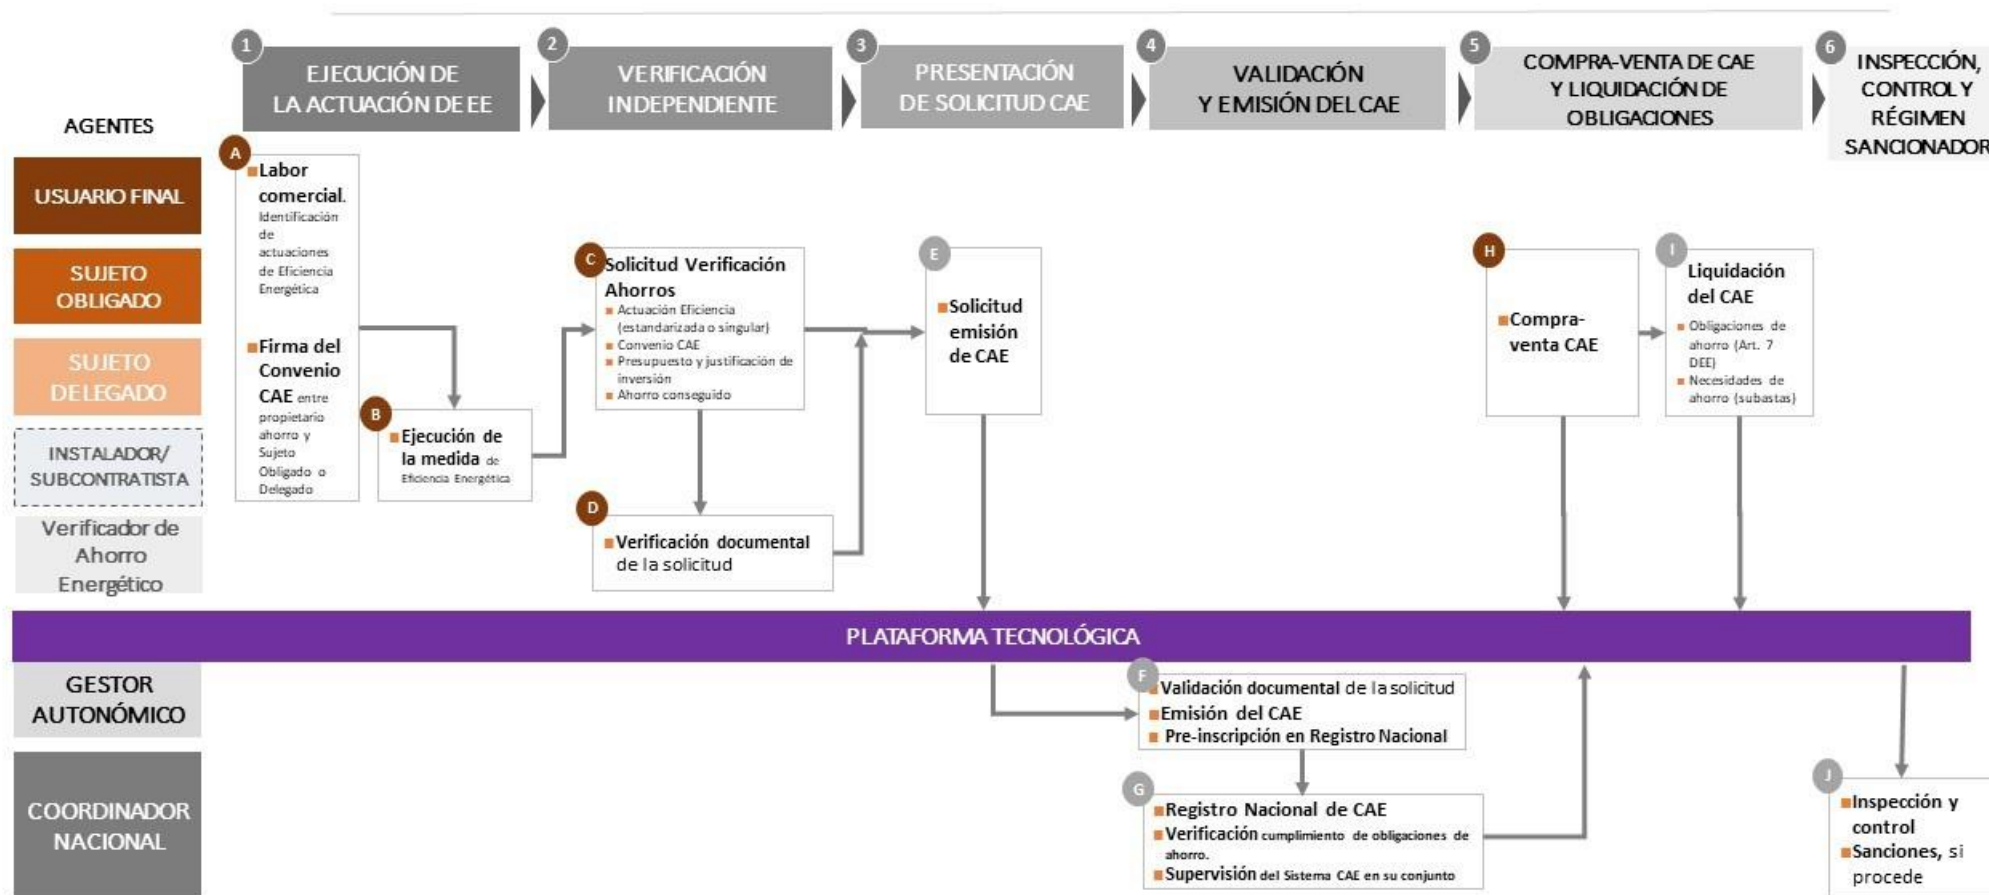 1
EJECUCIÓN DE
LA ACTUACIÓN DE EE
2
VERIFICACIÓN
INDEPENDIENTE
3
PRESENTACIÓN
DE SOLICITUD CAE
4
VALIDACIÓN
Y EMISIÓN DEL CAE
5
COMPRA-VENTA DE CAE
Y LIQUIDACIÓN DE
OBLIGACIONES
6
INSPECCIÓN,
CONTROL Y
RÉGIMEN
SANCIONADOR
AGENTES
USUARIO FINAL
SUJETO
OBLIGADO
SUJETO
DELEGADO
INSTALADOR/
SUBCONTRATISTA
Verificador de
Ahorro
Energético
A
Labor
comercial.
Identificación
de
actuaciones
de Eficiencia
Energética
Firma del
Convenio
CAE entre
propietario
ahorro y
Sujeto
Obligado o
Delegado
B
Ejecución de
la medida de
Eficiencia Energética
C
Solicitud Verificación
Ahorros
Actuación Eficiencia
(estandarizada o singular)
Convenio CAE
Presupuesto y justificación de
inversión
Ahorro conseguido
D
Verificación documental
de la solicitud
E
Solicitud
emisión
de CAE
H
Compra-
venta CAE
I
Liquidación
del CAE
Obligaciones de
ahorro (Art. 7
DEE)
Necesidades de
ahorro (subastas)
PLATAFORMA TECNOLÓGICA
GESTOR
AUTONÓMICO
COORDINADOR
NACIONAL
F
Validación documental de la solicitud
Emisión del CAE
Pre-inscripción en Registro Nacional
G
Registro Nacional de CAE
Verificación cumplimiento de obligaciones de
ahorro.
Supervisión del Sistema CAE en su conjunto
J
Inspección y
control
Sanciones, si
procede